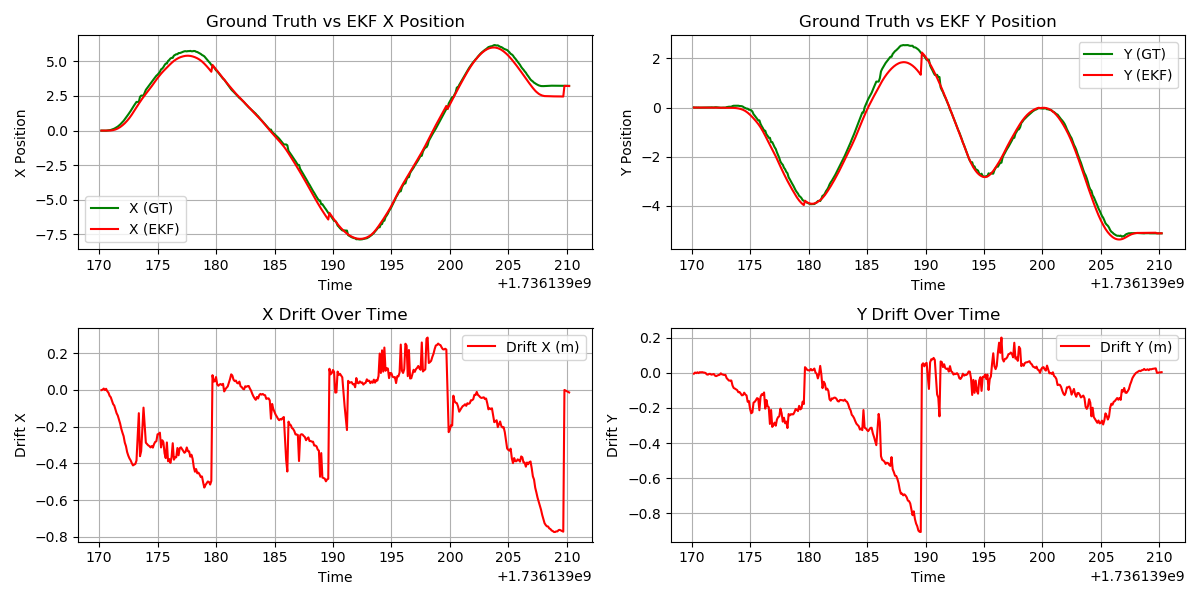 Ground Truth vs EKF X Position
X Position
5.0
2.5
0.0
−2.5
−5.0
−7.5
X (GT)
X (EKF)
170 175 180 185 190 195 200 205 210
Time
+1.736139e9
Ground Truth vs EKF Y Position
Y Position
2
0
−2
−4
Y (GT)
Y (EKF)
170 175 180 185 190 195 200 205 210
Time
+1.736139e9
X Drift Over Time
Drift X
0.2
0.0
−0.2
−0.4
−0.6
−0.8
Drift X (m)
170 175 180 185 190 195 200 205 210
Time
+1.736139e9
Y Drift Over Time
Drift Y
0.2
0.0
−0.2
−0.4
−0.6
−0.8
Drift Y (m)
170 175 180 185 190 195 200 205 210
Time
+1.736139e9